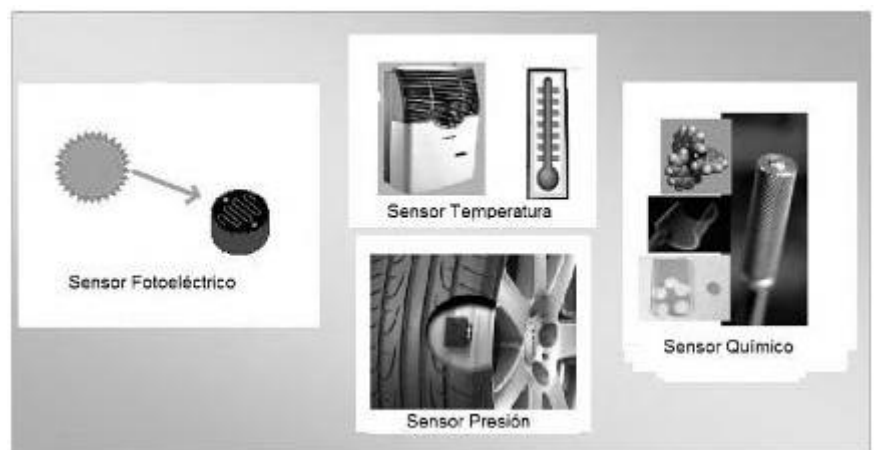 Sensor Fotoeléctrico
Sensor Temperatura
Sensor Presión
Sensor Químico